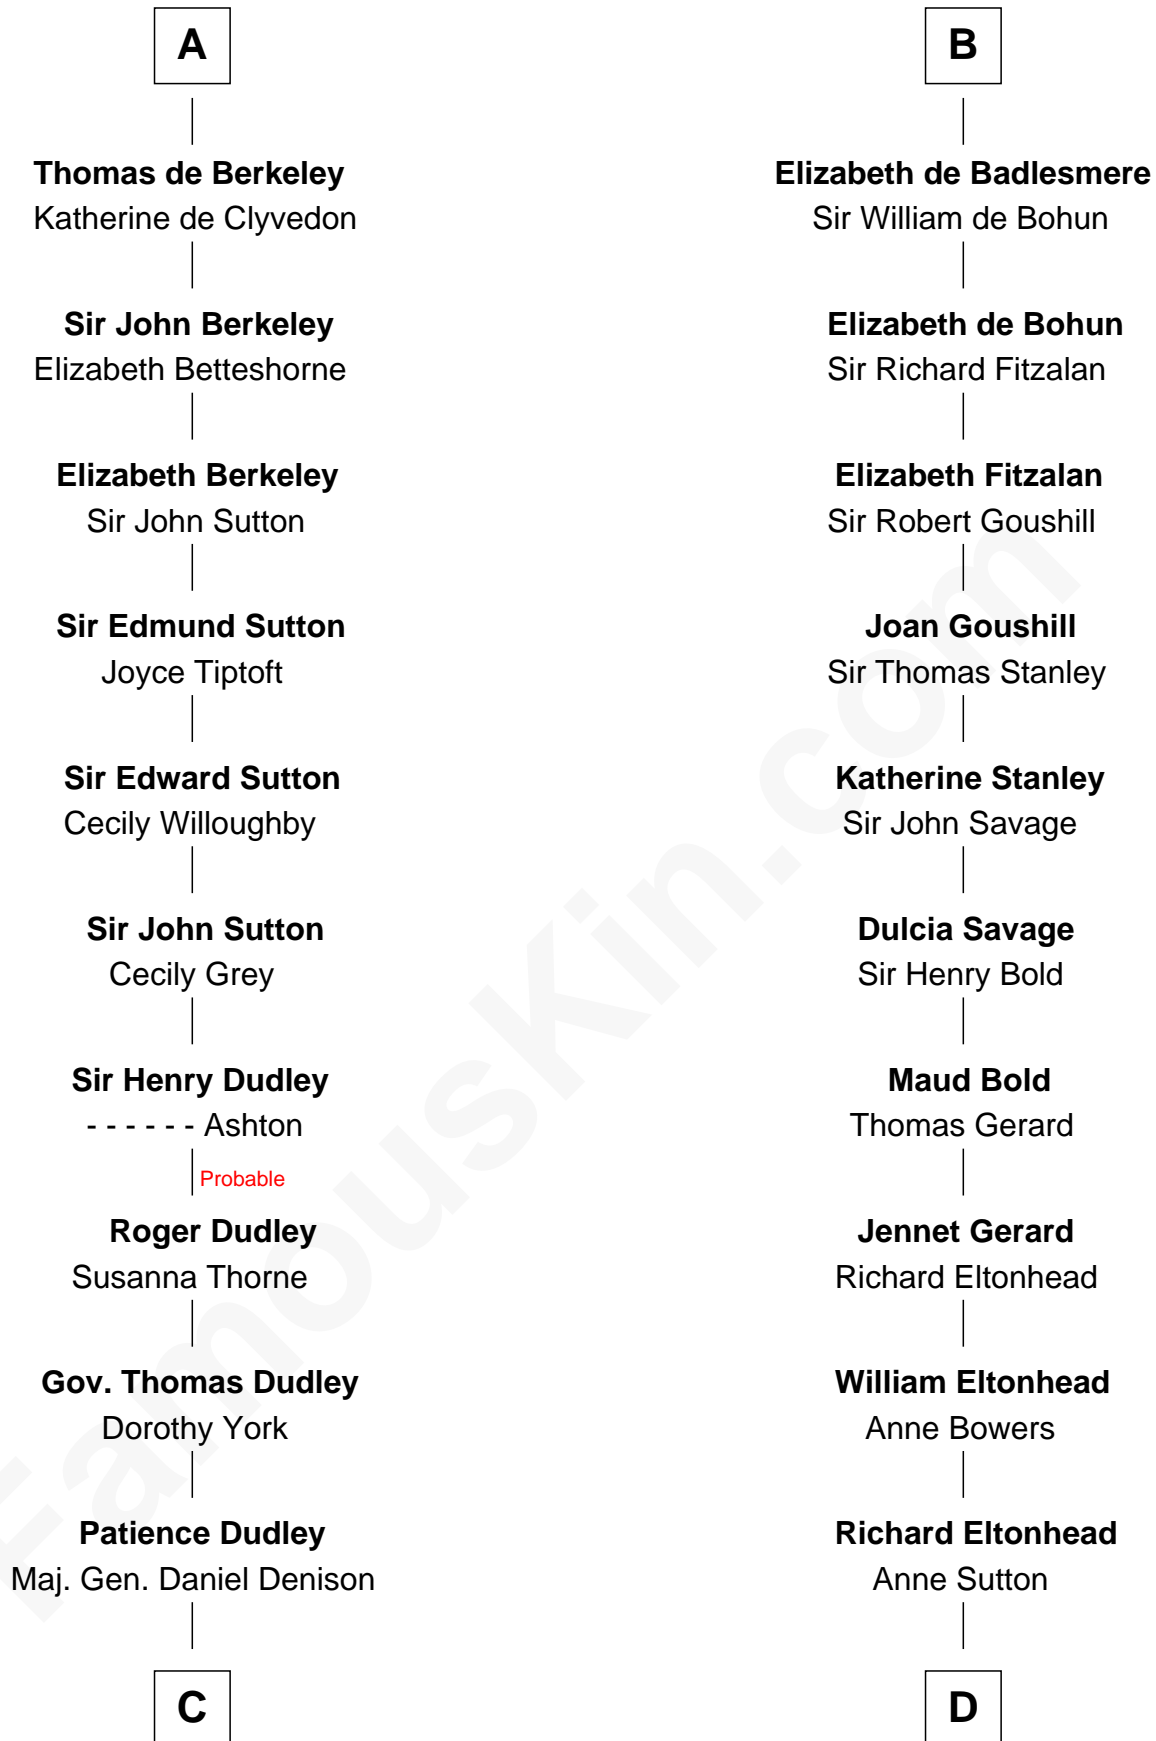 A
Thomas de Berkeley
Katherine de Clyvedon
Sir John Berkeley
Elizabeth Betteshorne
Elizabeth Berkeley
Sir John Sutton
Sir Edmund Sutton
Joyce Tiptoft
Sir Edward Sutton
Cecily Willoughby
Sir John Sutton
Cecily Grey
Sir Henry Dudley
- - - - - - Ashton
Probable
Roger Dudley
Susanna Thorne
Gov. Thomas Dudley
Dorothy York
Patience Dudley
Maj. Gen. Daniel Denison
C
B
Elizabeth de Badlesmere
Sir William de Bohun
Elizabeth de Bohun
Sir Richard Fitzalan
Elizabeth Fitzalan
Sir Robert Goushill
Joan Goushill
Sir Thomas Stanley
Katherine Stanley
Sir John Savage
Dulcia Savage
Sir Henry Bold
Maud Bold
Thomas Gerard
Jennet Gerard
Richard Eltonhead
William Eltonhead
Anne Bowers
Richard Eltonhead
Anne Sutton
D
FamousKin.com